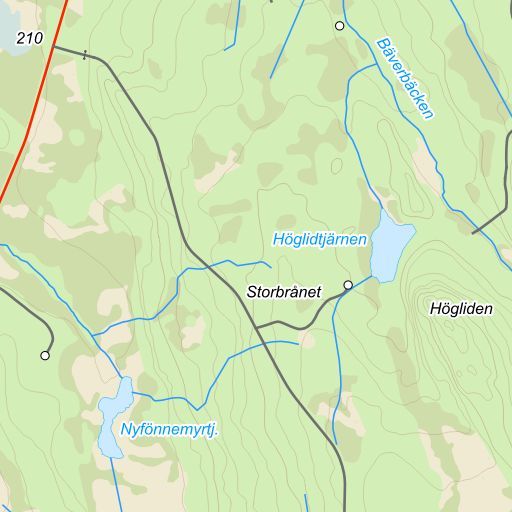 210
Bäverbäcken
Höglidtjärnen
Storbrånet
Högliden
Nyfönnemyrtj.